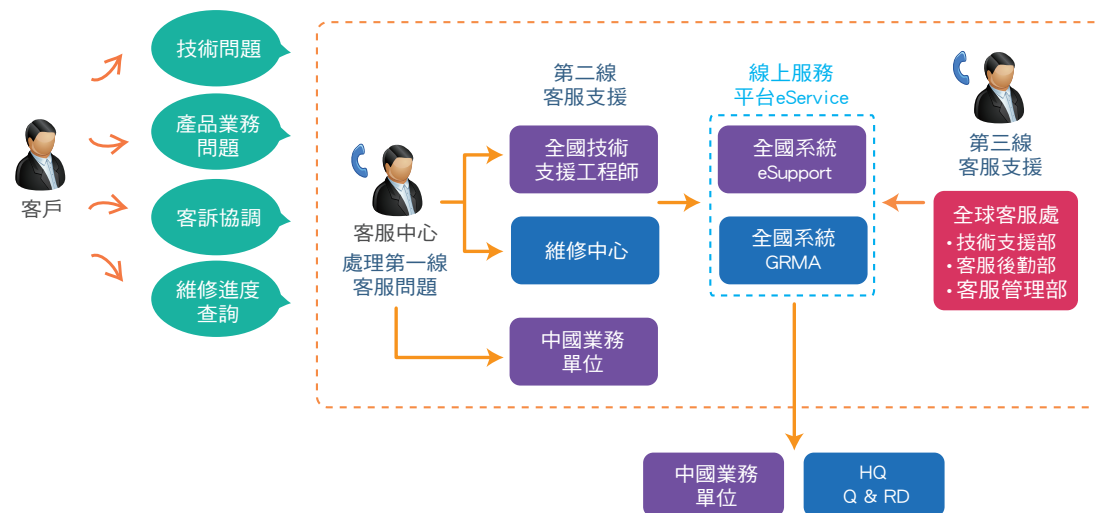 客戶
技術問題
產品業務
問題
客訴協調
維修進度
查詢
客服中心
處理第一線
客服問題
第二線
客服支援
全國技術
支援工程師
維修中心
中國業務
單位
線上服務
平台eService
全國系統
eSupport
全國系統
GRMA
第三線
客服支援
全球客服處
•技術支援部
•客服後勤部
•客服管理部
中國業務
單位
HQ
Q & RD